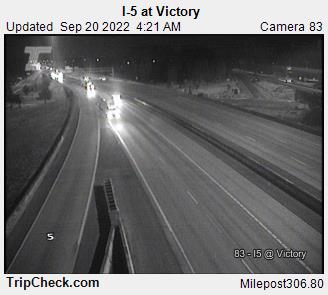 I-5 at Victory
Updated Sep 20 2022 4:21 AM Camera 83
S
83 - I5 @ Victory
TripCheck.com Milepost306.80